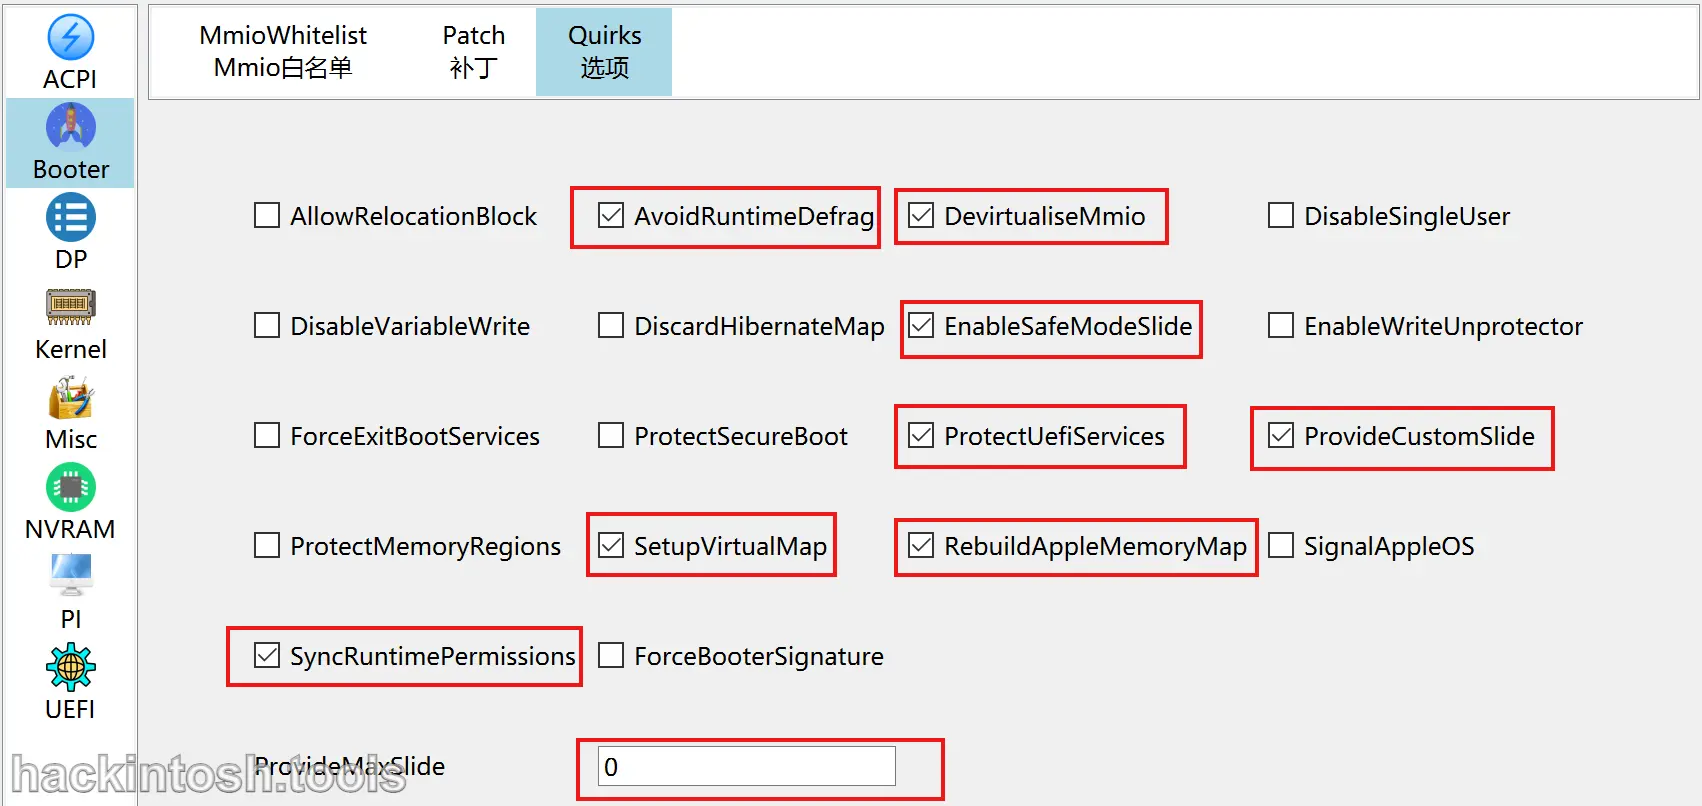 MmioWhitelist
Mmio白名单
Patch
补丁
Quirks
选项
ACPI
Booter
DP
Kernel
Misc
NVRAM
PI
UEFI
AllowRelocationBlock
AvoidRuntimeDefrag
DevirtualiseMmio
DisableSingleUser
DisableVariableWrite
DiscardHibernateMap
EnableSafeModeSlide
EnableWriteUnprotector
ForceExitBootServices
ProtectSecureBoot
ProtectUefiServices
ProvideCustomSlide
ProtectMemoryRegions
SetupVirtualMap
RebuildAppleMemoryMap
SignalAppleOS
SyncRuntimePermissions
ForceBooterSignature
ProvideMaxSlide
0
hackintosh.tools